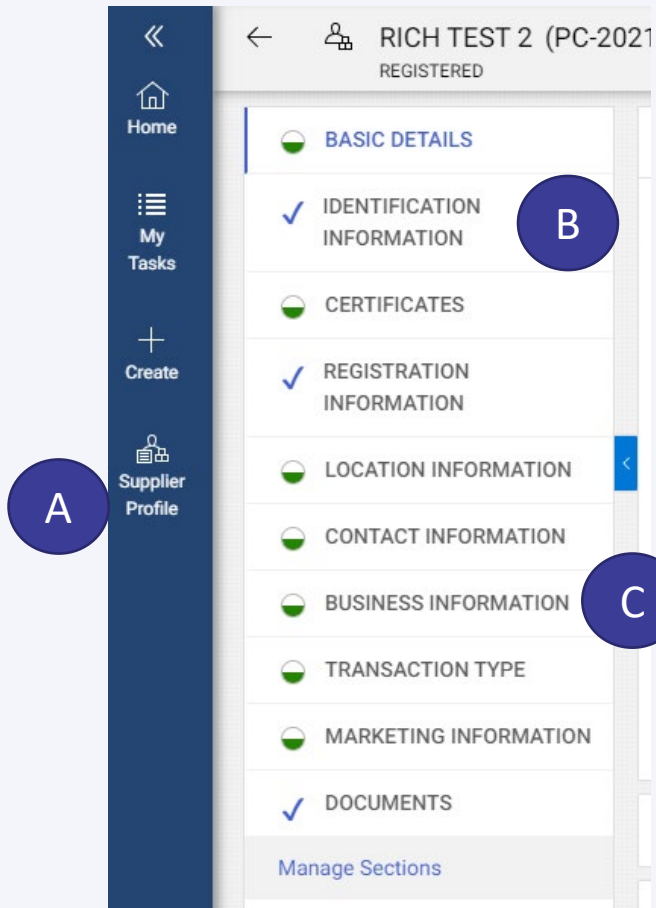 RICH TEST 2 (PC-2021
REGISTERED
Home
My
Tasks
Create
Supplier
Profile
A
BASIC DETAILS
IDENTIFICATION
INFORMATION
B
CERTIFICATES
REGISTRATION
INFORMATION
LOCATION INFORMATION
CONTACT INFORMATION
BUSINESS INFORMATION
C
TRANSACTION TYPE
MARKETING INFORMATION
DOCUMENTS
Manage Sections